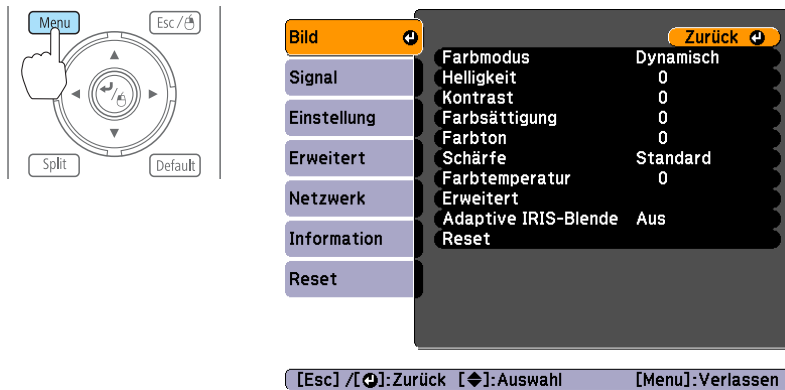 Menu
Esc /
Split
Default
Bild
Signal
Einstellung
Erweitert
Netzwerk
Information
Reset
Zurück
Farbmodus Dynamisch
Helligkeit 0
Kontrast 0
Farbsättigung 0
Farbton 0
Schärfe Standard
Farbtemperatur 0
Erweitert
Adaptive IRIS-Blende Aus
Reset
[Esc] /[ ]:Zurück [ ]:Auswahl [Menu]:Verlassen